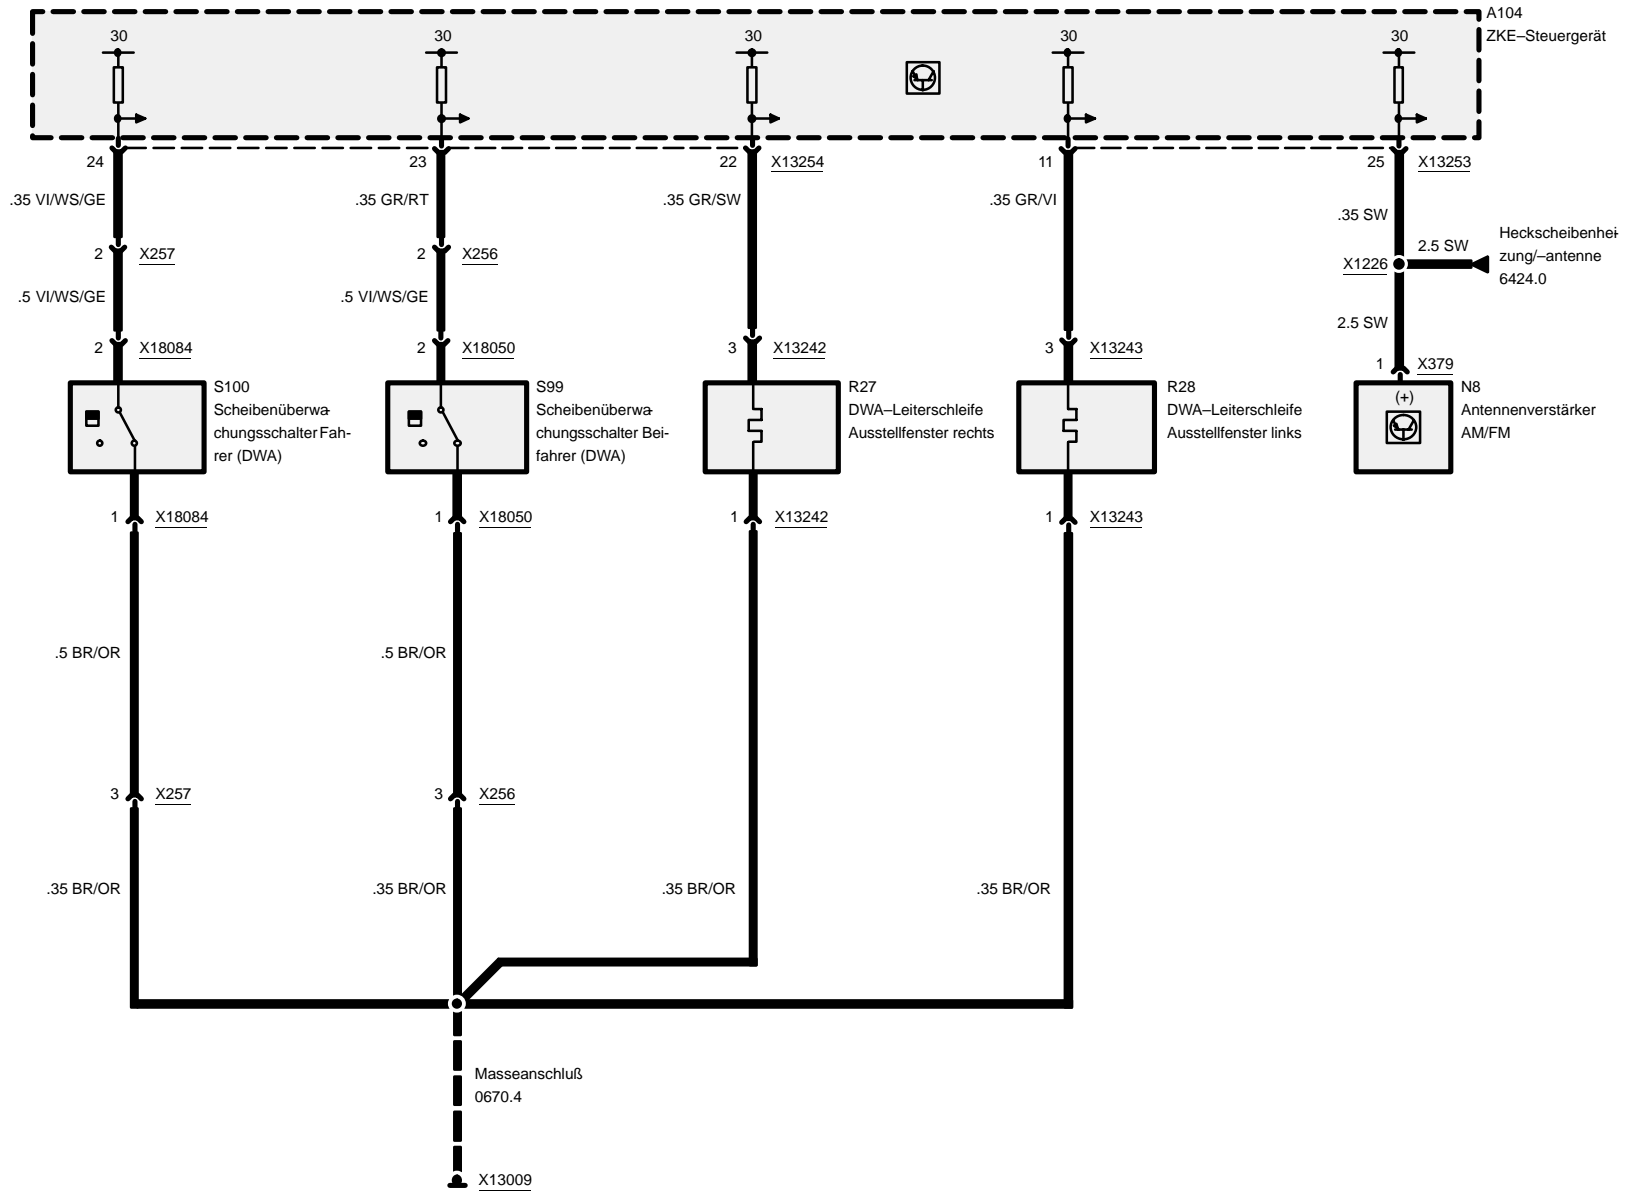 A104
ZKE–Steuergerät
30 30 30 30 30
24 23 22 X13254 11 25 X13253
.35 VI/WS/GE .35 GR/RT .35 GR/SW .35 GR/VI .35 SW
2 X257 2 X256
X1226 2.5 SW
Heckscheibenhei-
zung/–antenne
6424.0
.5 VI/WS/GE .5 VI/WS/GE 2.5 SW
2 X18084 2 X18050 3 X13242 3 X13243 1 X379
S100
Scheibenüberwa-
chungsschalter Fah-
rer (DWA)
S99
Scheibenüberwa-
chungsschalter Bei-
fahrer (DWA)
R27
DWA–Leiterschleife
Ausstellfenster rechts
R28
DWA–Leiterschleife
Ausstellfenster links
(+)
N8
Antennenverstärker
AM/FM
1 X18084 1 X18050 1 X13242 1 X13243
.5 BR/OR .5 BR/OR
3 X257 3 X256
.35 BR/OR .35 BR/OR .35 BR/OR .35 BR/OR
Masseanschluß
0670.4
X13009